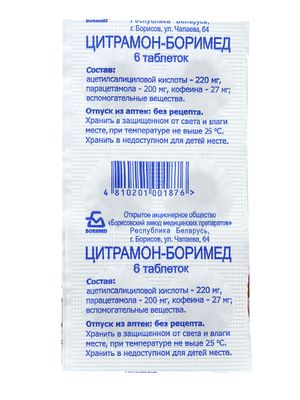 Республика Беларусь,
г. Борисов, ул. Чапаева, 64
БОРИМЕД
ЦИТРАМОН-БОРИМЕД
6 таблеток
Состав:
ацетилсалициловой кислоты - 220 мг,
парацетамола - 200 мг, кофеина - 27 мг;
вспомогательные вещества.
Отпуск из аптек: без рецепта.
Хранить в защищенном от света и влаги
месте, при температуре не выше 25 °С.
Хранить в недоступном для детей месте.
4 810201 001876 >
БОРИМЕД
Открытое акционерное общество
«Борисовский завод медицинских препаратов»
Республика Беларусь,
г. Борисов, ул. Чапаева, 64
ЦИТРАМОН-БОРИМЕД
6 таблеток
Состав:
ацетилсалициловой кислоты - 220 мг,
парацетамола - 200 мг, кофеина - 27 мг;
вспомогательные вещества.
Отпуск из аптек: без рецепта.
Хранить в защищенном от света и влаги
месте, при температуре не выше 25 °С.
Хранить в недоступном для детей месте.